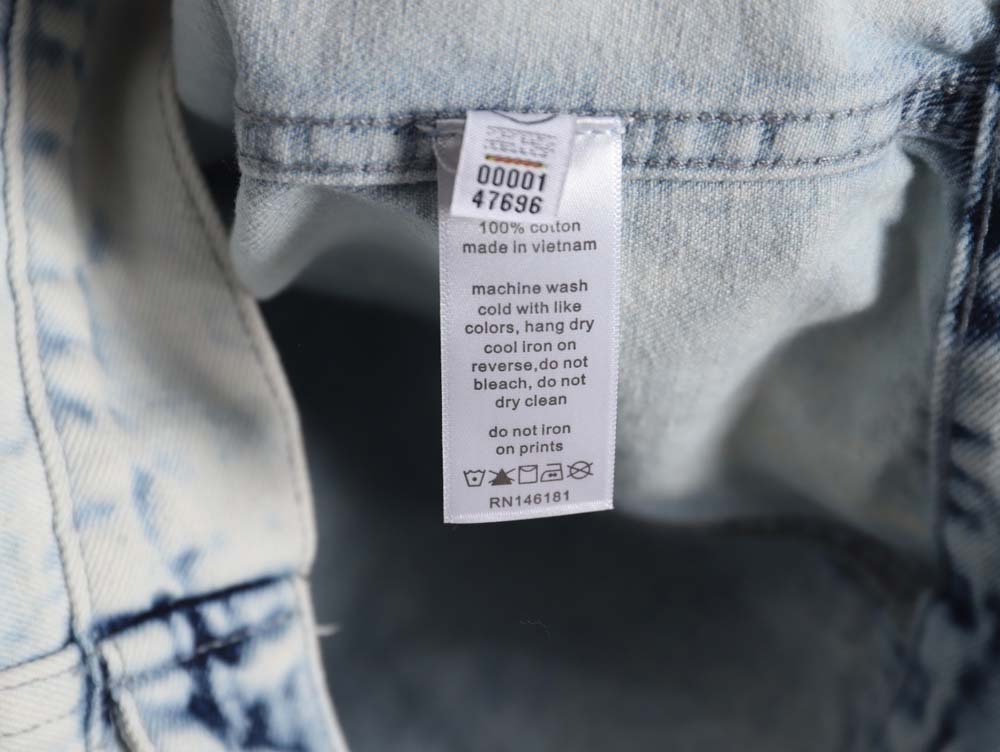 00001
47696
100% cotton
made in vietnam
machine wash
cold with like
colors, hang dry
cool iron on
reverse,do not
bleach, do not
dry clean
do not iron
on prints
RN146181